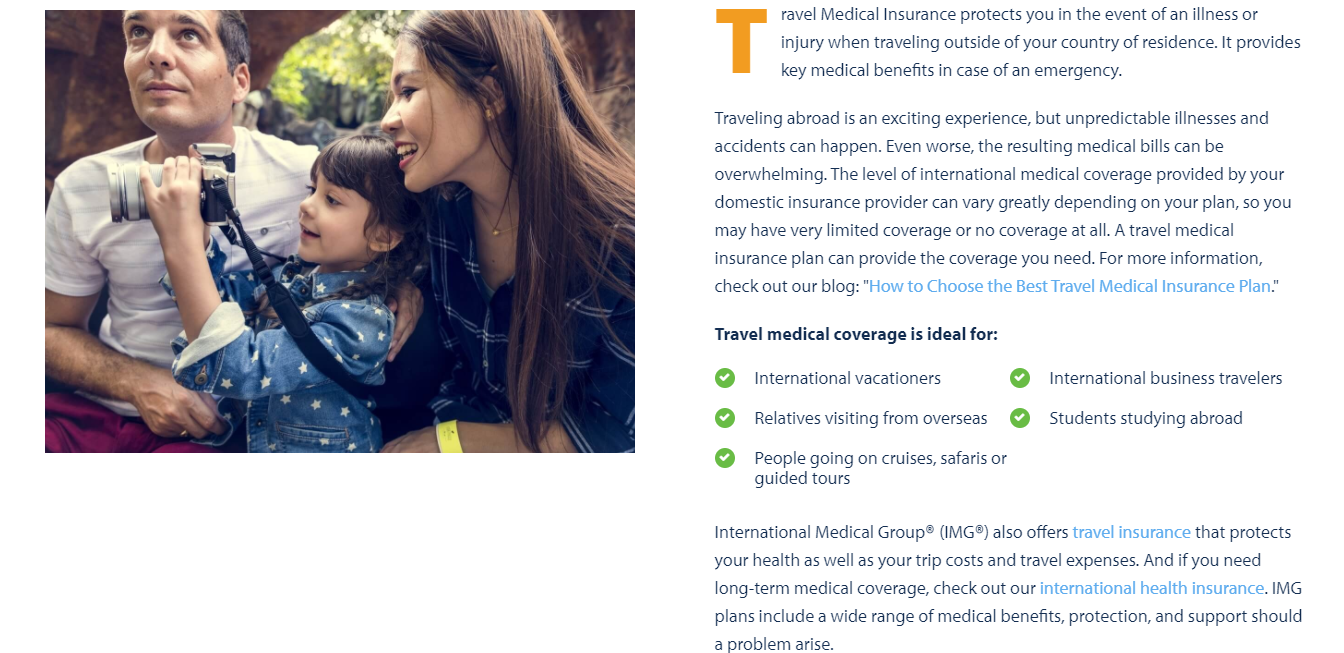 Travel Medical Insurance protects you in the event of an illness or
injury when traveling outside of your country of residence. It provides
key medical benefits in case of an emergency.
Traveling abroad is an exciting experience, but unpredictable illnesses and
accidents can happen. Even worse, the resulting medical bills can be
overwhelming. The level of international medical coverage provided by your
domestic insurance provider can vary greatly depending on your plan, so you
may have very limited coverage or no coverage at all. A travel medical
insurance plan can provide the coverage you need. For more information,
check out our blog: "How to Choose the Best Travel Medical Insurance Plan."
Travel medical coverage is ideal for:
International vacationers
International business travelers
Relatives visiting from overseas
Students studying abroad
People going on cruises, safaris or
guided tours
International Medical Group® (IMG®) also offers travel insurance that protects
your health as well as your trip costs and travel expenses. And if you need
long-term medical coverage, check out our international health insurance. IMG
plans include a wide range of medical benefits, protection, and support should
a problem arise.